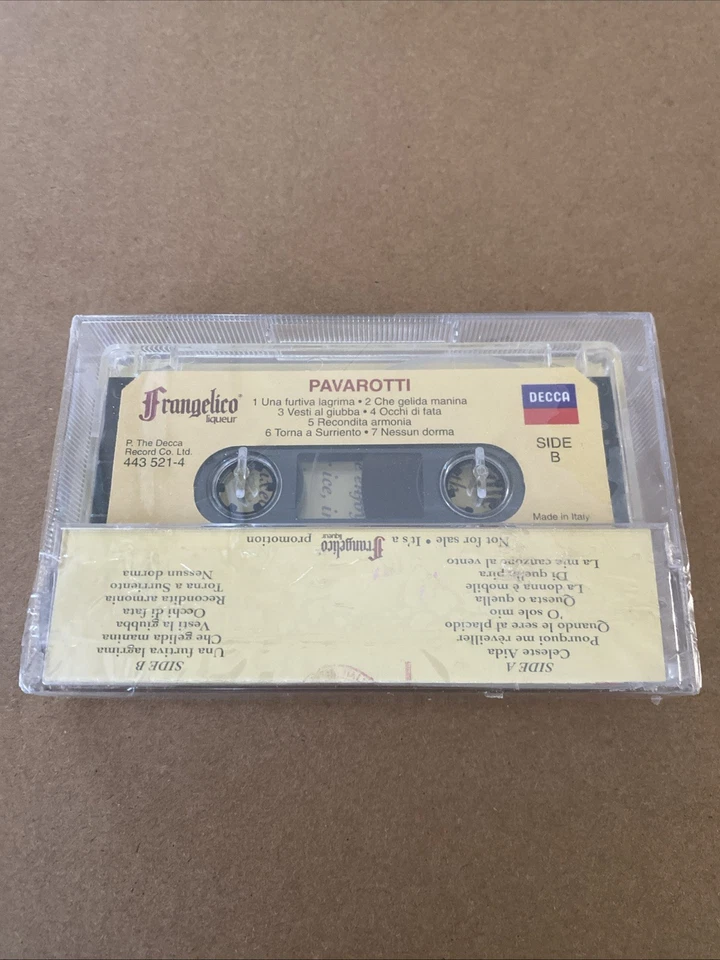 PAVAROTTI
Frangelico®
liqueur
1 Una furtiva lagrima • 2 Che gelida manina
3 Vesti al giubba • 4 Occhi di fata
5 Recondita armonia
6 Torna a Surriento • 7 Nessun dorma
DECCA
SIDE
B
P. The Decca
Record Co. Ltd.
443 521-4
Made in Italy
Not for sale • It's a Frangelico promotion
liqueur
SIDE A
Celeste Aida
Pourquoi me réveiller
Quando le sere al placido
'O sole mio
Questa o quella
La donna è mobile
Di quella pira
La mia canzone al vento
SIDE B
Una furtiva lagrima
Che gelida manina
Vesti la giubba
Occhi di fata
Recondita armonia
Torna a Surriento
Nessun dorma